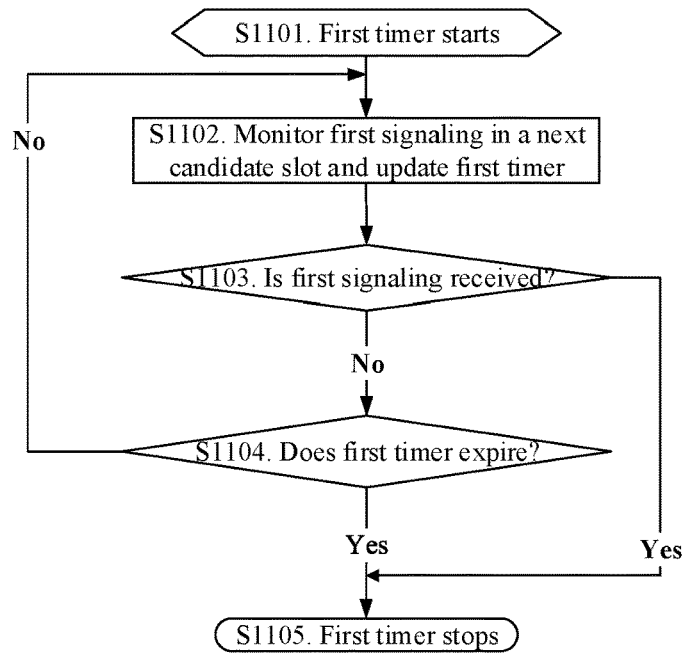 S1101. First timer starts
No
S1102. Monitor first signaling in a next
candidate slot and update first timer
S1103. Is first signaling received?
No
S1104. Does first timer expire?
Yes
Yes
S1105. First timer stops